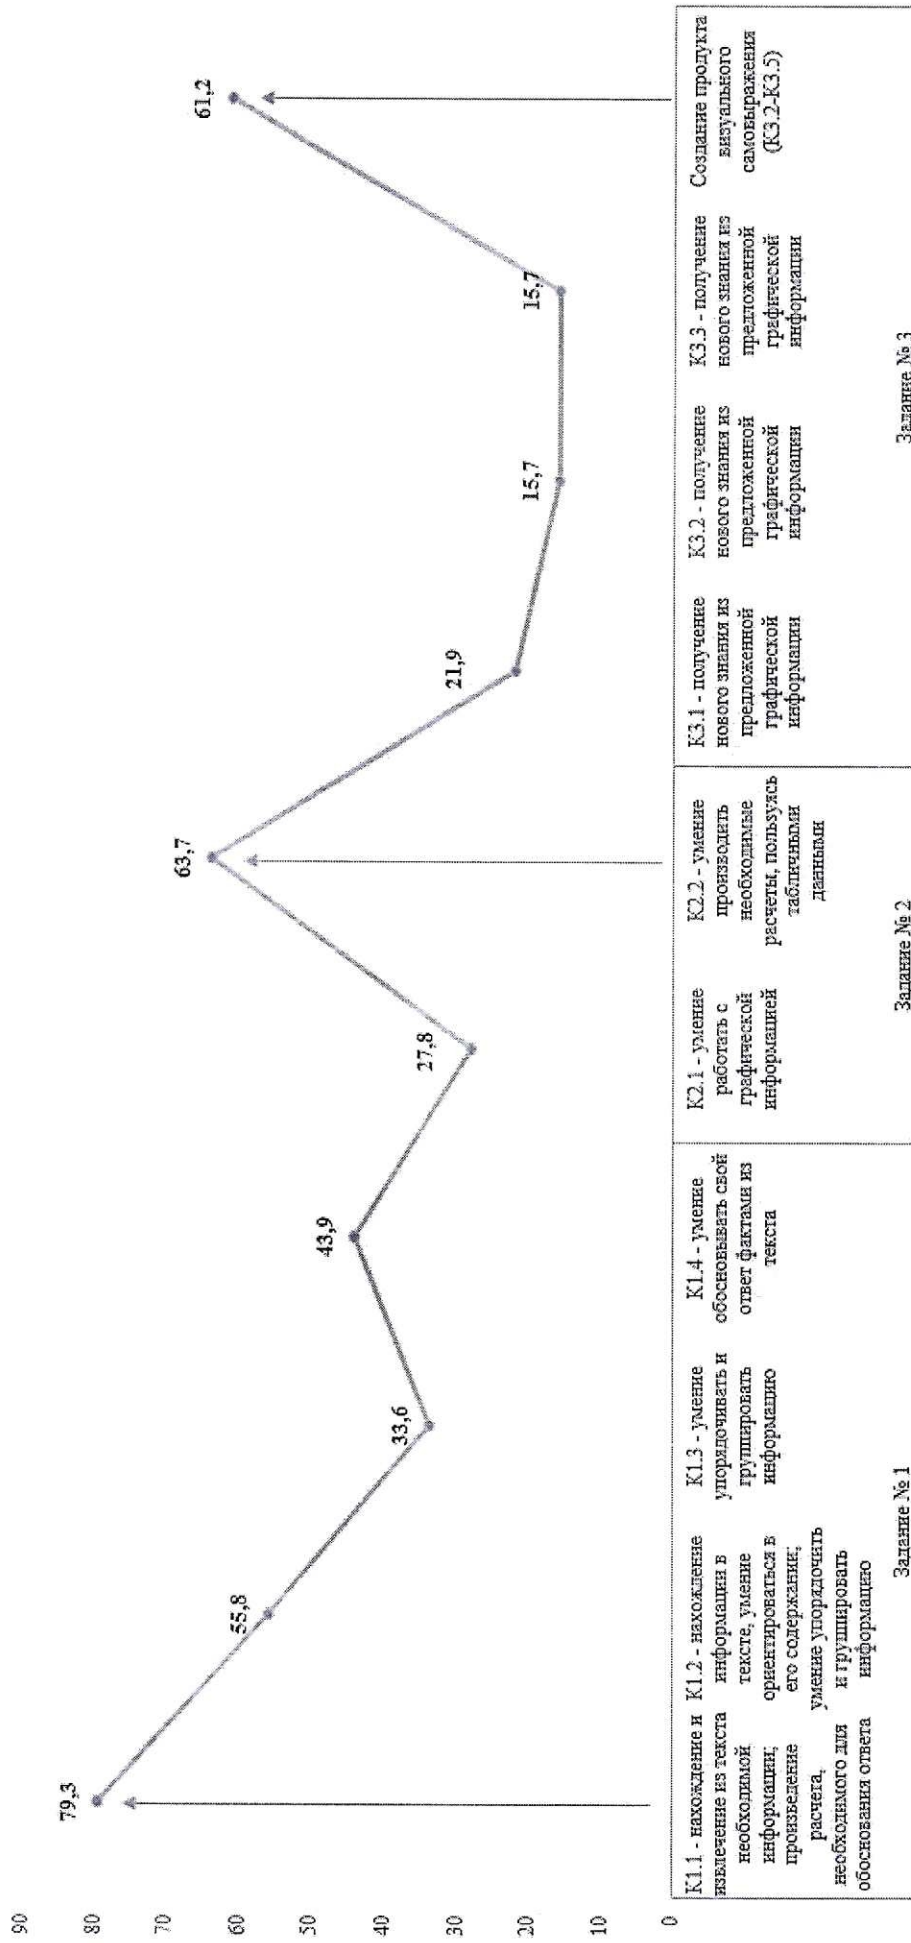 90
80
70
60
50
40
30
20
10
0
79,3
55,8
33,6
43,9
27,8
63,7
21,9
15,7
15,7
61,2
К1.1 - нахождение и
извлечение из текста
необходимой
информации;
произведение
расчета,
необходимого для
обоснования ответа
К1.2 - нахождение
информации в
тексте, умение
ориентироваться в
его содержании;
умение упорядочить
и группировать
информацию
К1.3 - умение
упорядочивать и
группировать
информацию
К1.4 - умение
обосновывать свой
ответ фактами из
текста
К2.1 - умение
работать с
графической
информацией
К2.2 - умение
производить
необходимые
расчеты, пользуясь
табличными
данными
К3.1 - получение
нового знания из
предложенной
графической
информации
К3.2 - получение
нового знания из
предложенной
графической
информации
К3.3 - получение
нового знания из
предложенной
графической
информации
Создание продукта
визуального
самовыражения
(К3.2-К3.5)
Задание № 1
Задание № 2
Задание № 3